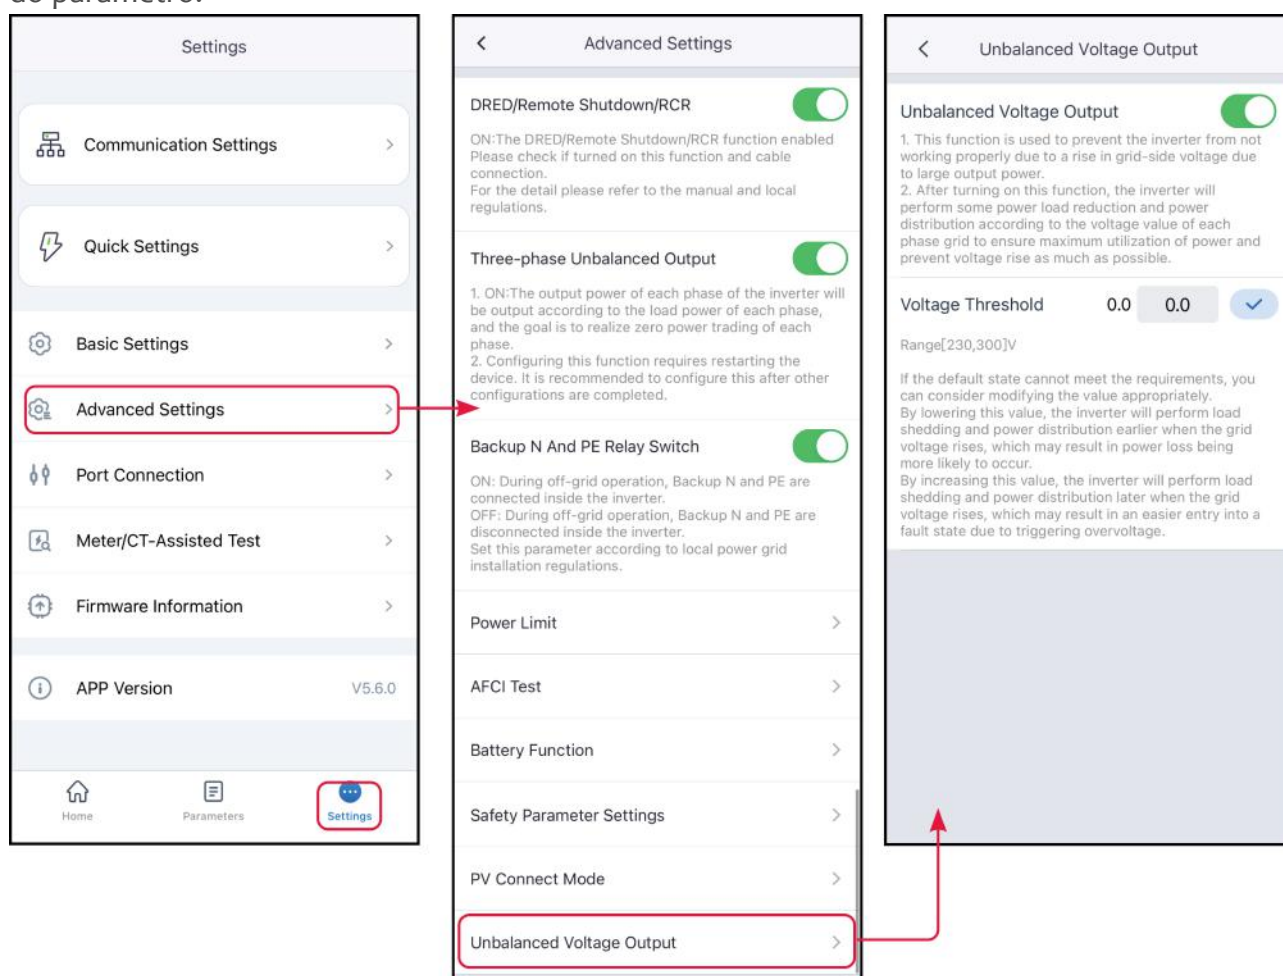 do parâmetro.
Settings
Communication Settings
Quick Settings
Basic Settings
Advanced Settings
Port Connection
Meter/CT-Assisted Test
Firmware Information
APP Version V5.6.0
Home Parameters Settings
Advanced Settings
DRED/Remote Shutdown/RCR
ON:The DRED/Remote Shutdown/RCR function enabled
Please check if turned on this function and cable
connection.
For the detail please refer to the manual and local
regulations.
Three-phase Unbalanced Output
1. ON:The output power of each phase of the inverter will
be output according to the load power of each phase,
and the goal is to realize zero power trading of each
phase.
2. Configuring this function requires restarting the
device. It is recommended to configure this after other
configurations are completed.
Backup N And PE Relay Switch
ON: During off-grid operation, Backup N and PE are
connected inside the inverter.
OFF: During off-grid operation, Backup N and PE are
disconnected inside the inverter.
Set this parameter according to local power grid
installation regulations.
Power Limit
AFCI Test
Battery Function
Safety Parameter Settings
PV Connect Mode
Unbalanced Voltage Output
Unbalanced Voltage Output
Unbalanced Voltage Output
1. This function is used to prevent the inverter from not
working properly due to a rise in grid-side voltage due
to large output power.
2. After turning on this function, the inverter will
perform some power load reduction and power
distribution according to the voltage value of each
phase grid to ensure maximum utilization of power and
prevent voltage rise as much as possible.
Voltage Threshold 0.0 0.0
Range[230,300]V
If the default state cannot meet the requirements, you
can consider modifying the value appropriately.
By lowering this value, the inverter will perform load
shedding and power distribution earlier when the grid
voltage rises, which may result in power loss being
more likely to occur.
By increasing this value, the inverter will perform load
shedding and power distribution later when the grid
voltage rises, which may result in an easier entry into a
fault state due to triggering overvoltage.